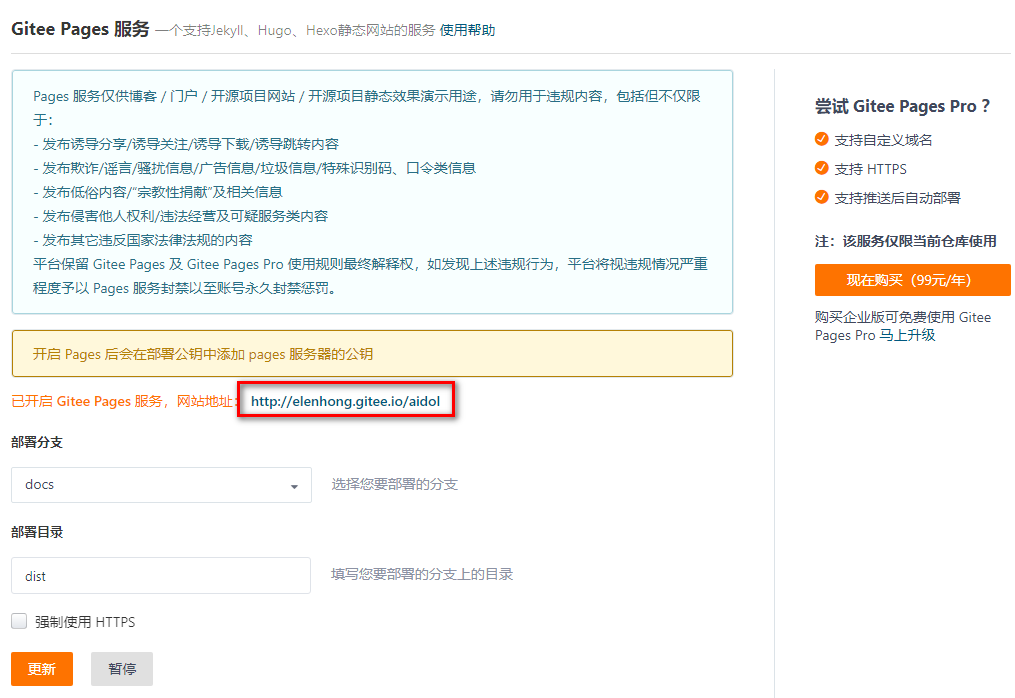 Gitee Pages 服务 一个支持Jekyll、Hugo、Hexo静态网站的服务 使用帮助
Pages 服务仅供博客 / 门户 / 开源项目网站 / 开源项目静态效果演示用途，请勿用于违规内容，包括但不仅限
于：
- 发布诱导分享/诱导关注/诱导下载/诱导跳转内容
- 发布欺诈/谣言/骚扰信息/广告信息/垃圾信息/特殊识别码、口令类信息
- 发布低俗内容/“宗教性捐献”及相关信息
- 发布侵害他人权利/违法经营及可疑服务类内容
- 发布其它违反国家法律法规的内容
平台保留 Gitee Pages 及 Gitee Pages Pro 使用规则最终解释权，如发现上述违规行为，平台将视违规情况严重
程度予以 Pages 服务封禁以至账号永久封禁惩罚。
开启 Pages 后会在部署公钥中添加 pages 服务器的公钥
已开启 Gitee Pages 服务，网站地址： http://elenhong.gitee.io/aidol
部署分支
docs 选择您要部署的分支
部署目录
dist 填写您要部署的分支上的目录
强制使用 HTTPS
更新 暂停
尝试 Gitee Pages Pro ？
支持自定义域名
支持 HTTPS
支持推送后自动部署
注：该服务仅限当前仓库使用
现在购买（99元/年）
购买企业版可免费使用 Gitee
Pages Pro 马上升级